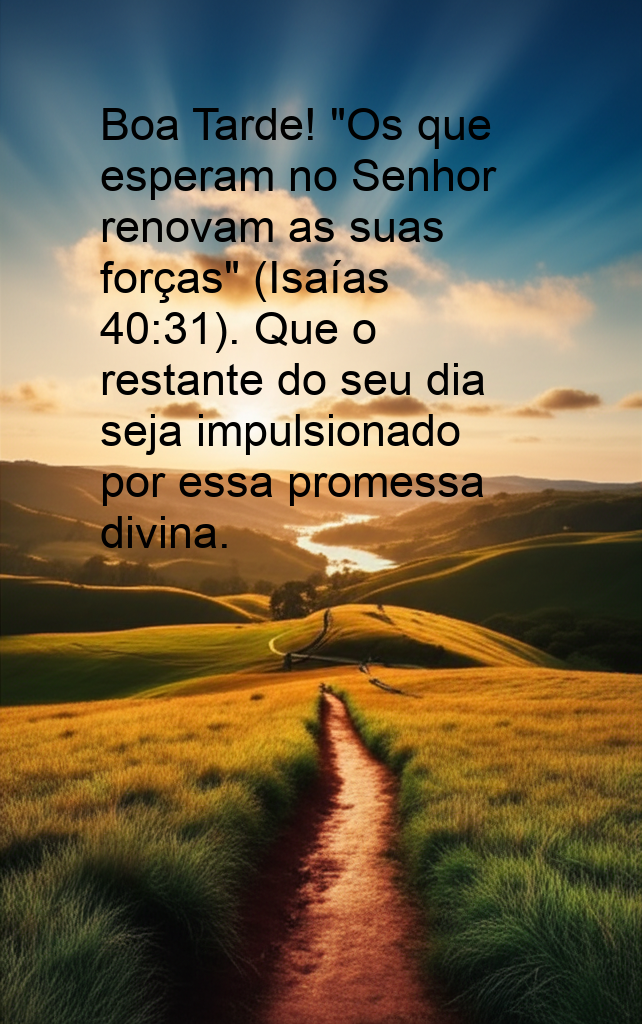 Boa Tarde! "Os que
esperam no Senhor
renovam as suas
forças" (Isaías
40:31). Que o
restante do seu dia
seja impulsionado
por essa promessa
divina.